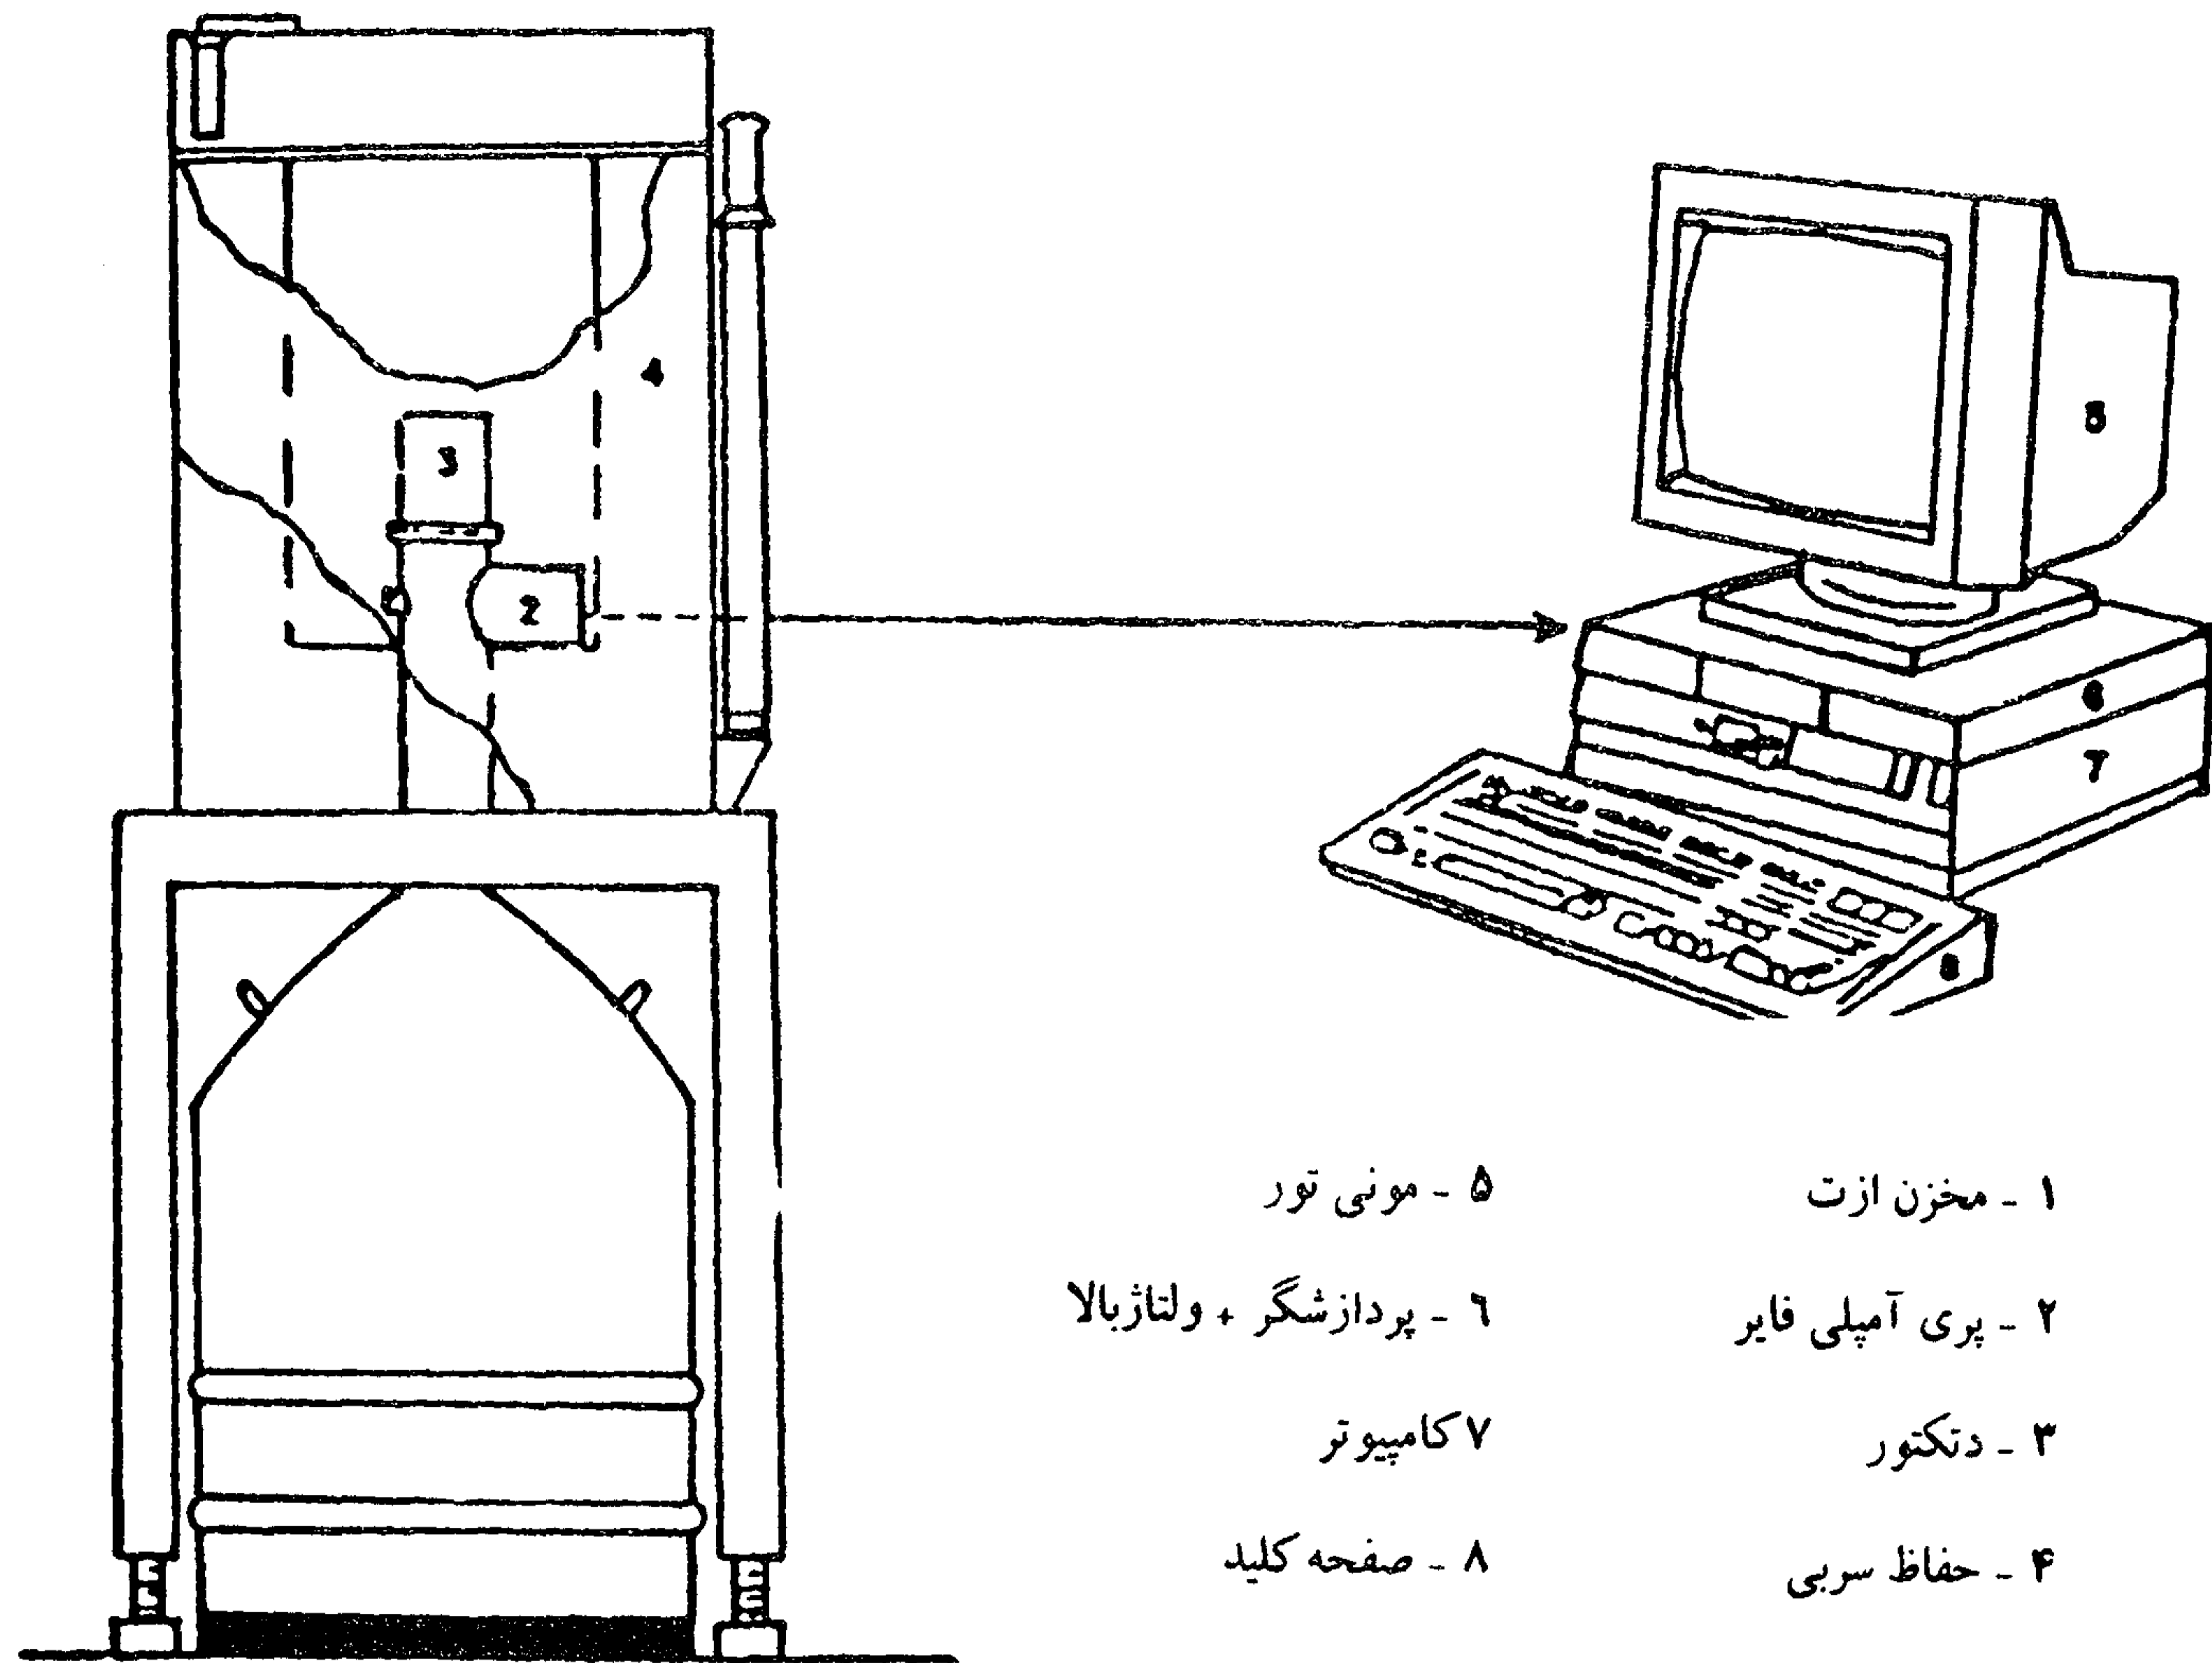 3
4
2
5
6
7
8
۱ - مخزن ازت
۲ - پری آمپلی فایر
۳ - دتکتور
۴ - حفاظ سربی
۵ - مونی تور
٦ - پردازشگر + ولتاژبالا
۷ کامپیوتر
۸ - صفحه کلید